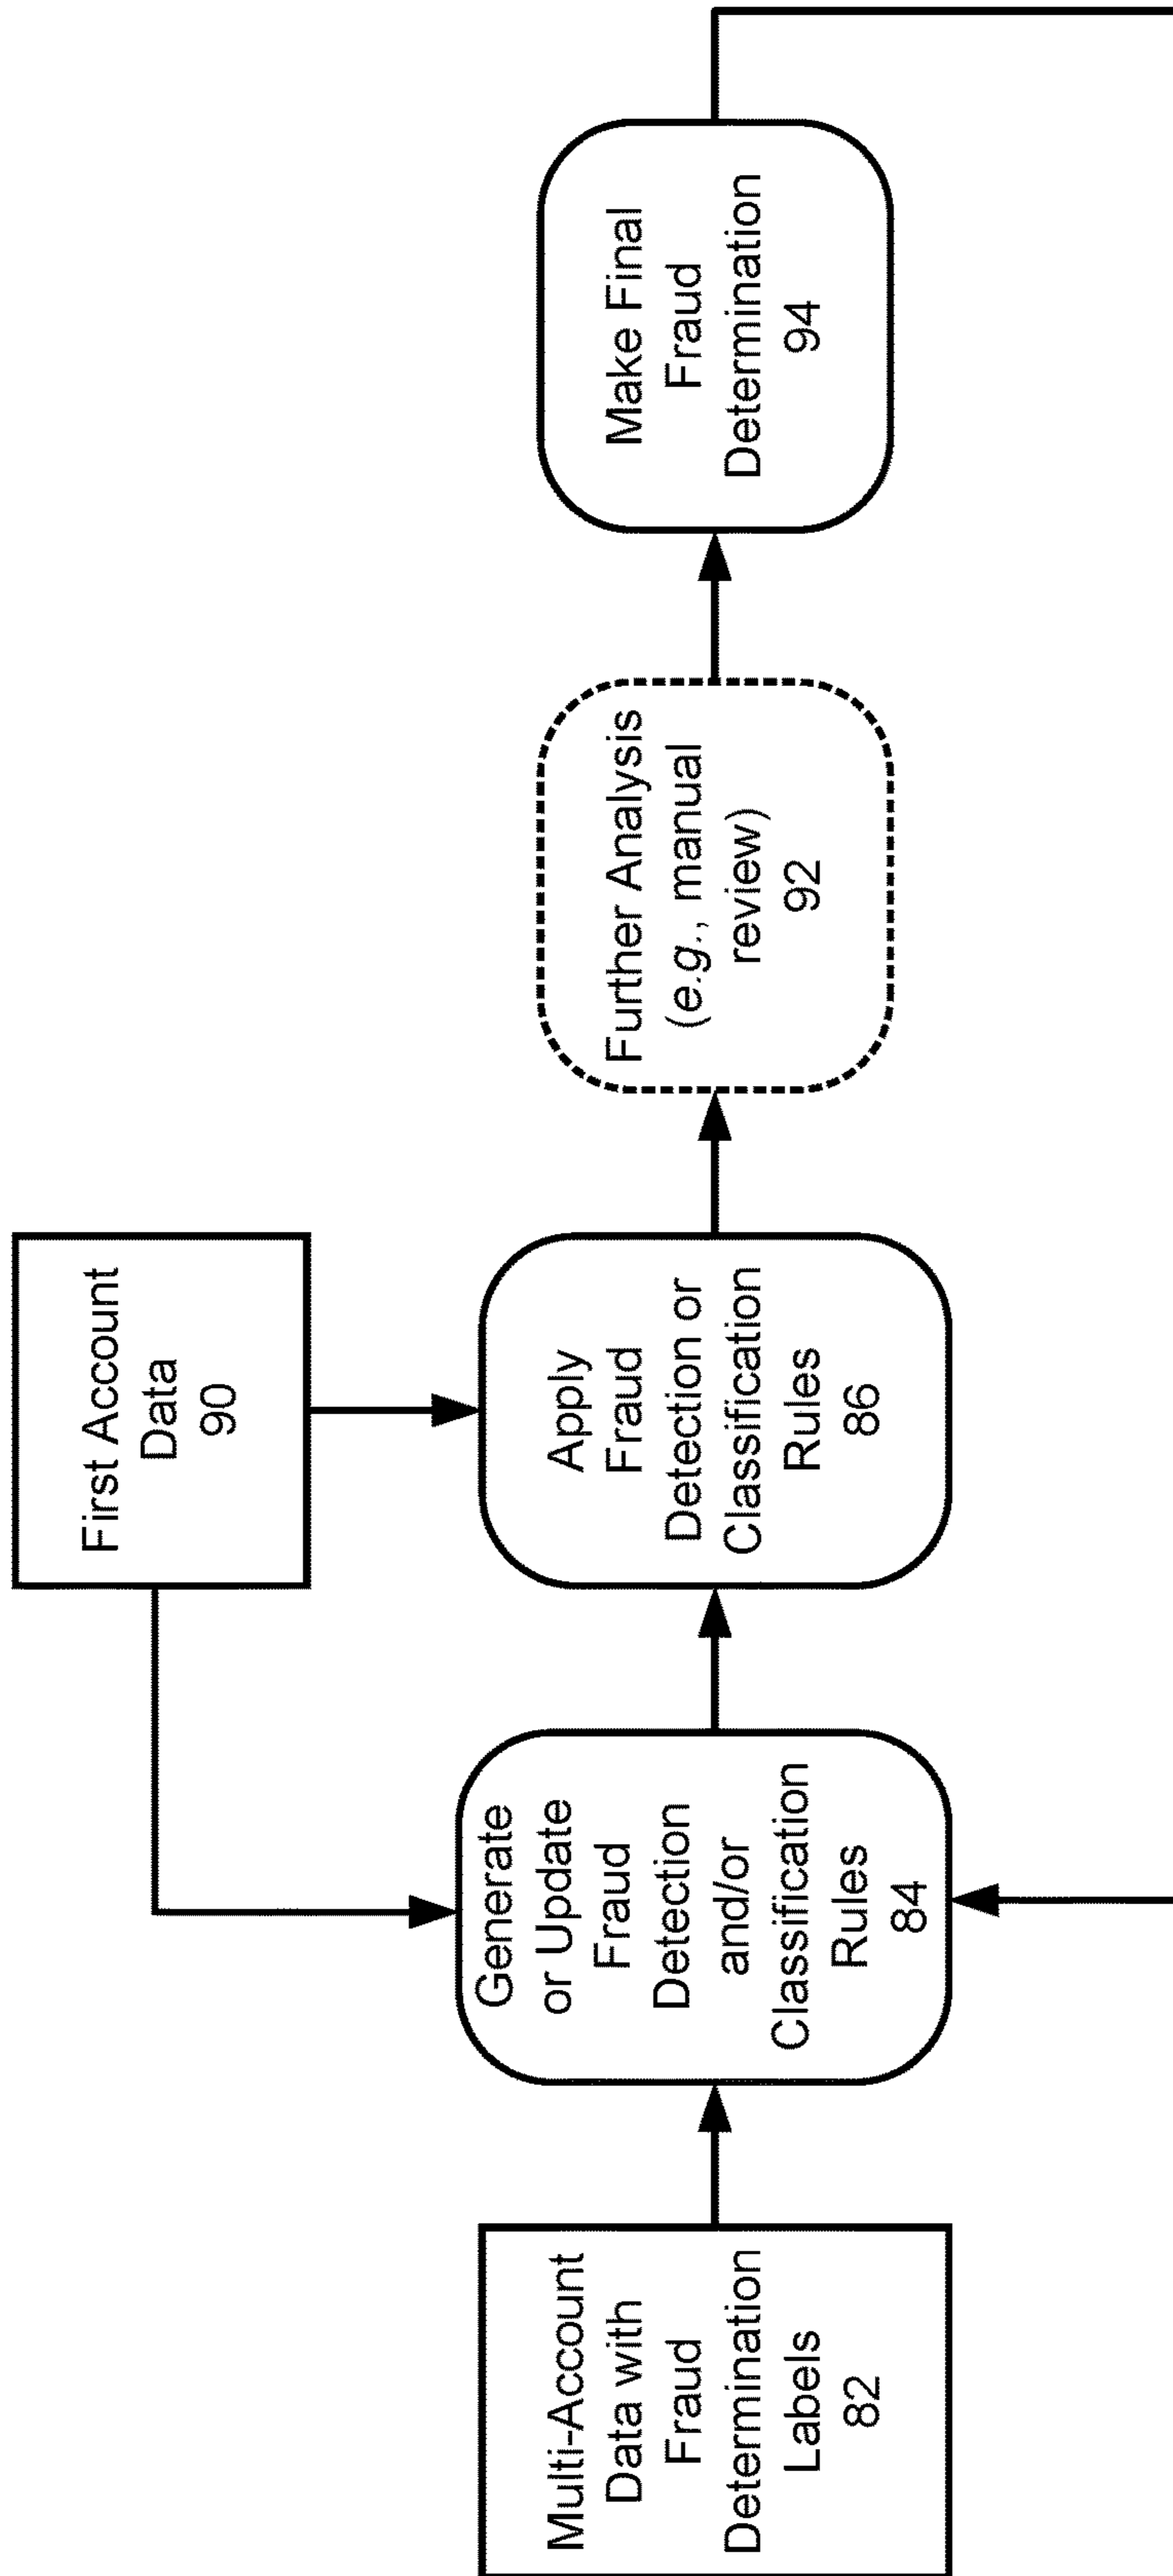 First Account
Data
90
Multi-Account
Data with
Fraud
Determination
Labels
82
Generate
or Update
Fraud
Detection
and/or
Classification
Rules
84
Apply
Fraud
Detection or
Classification
Rules
86
Further Analysis
(e.g., manual
review)
92
Make Final
Fraud
Determination
94